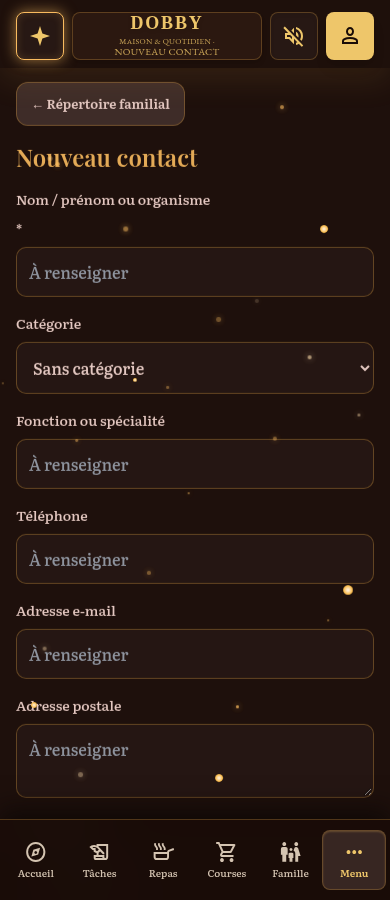 DOBBY
MAISON & QUOTIDIEN ·
NOUVEAU CONTACT
← Répertoire familial
Nouveau contact
Nom / prénom ou organisme
*
À renseigner
Catégorie
Sans catégorie
Fonction ou spécialité
À renseigner
Téléphone
À renseigner
Adresse e-mail
À renseigner
Adresse postale
À renseigner
Accueil Tâches Repas Courses Famille Menu